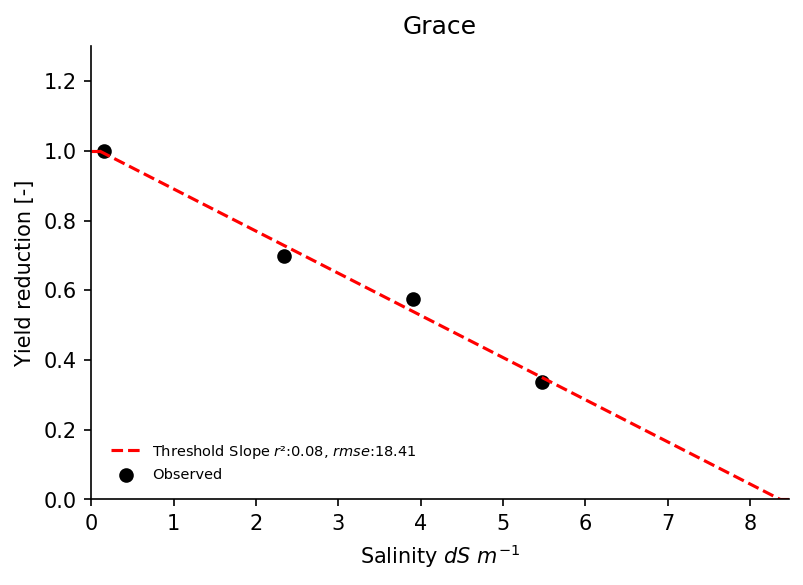 Grace
Yield reduction [-]
1.2
1.0
0.8
0.6
0.4
0.2
0.0
Threshold Slope r²:0.08, rmse:18.41
Observed
0 1 2 3 4 5 6 7 8
Salinity dS m⁻¹